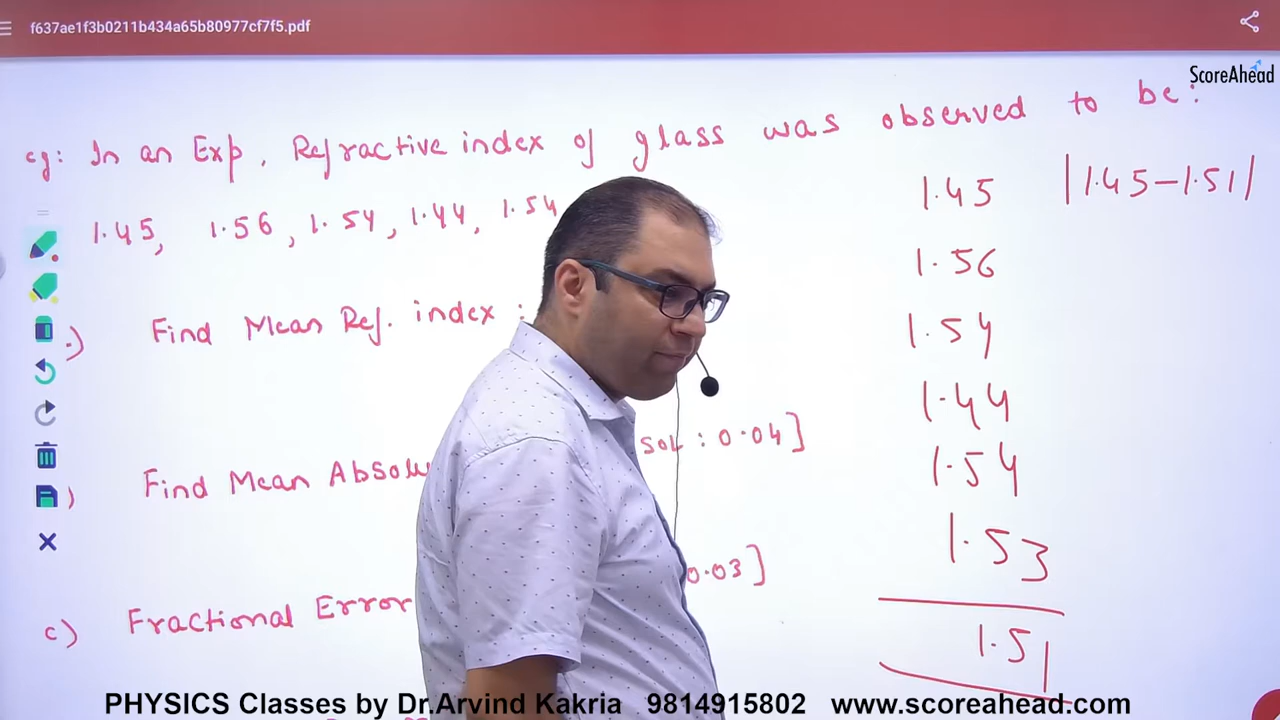 f637ae1f3b0211b434a65b80977cf7f5.pdf
ScoreAhead
eg: In an Exp, Refractive index of glass was observed to be:
1.45, 1.56, 1.54, 1.44, 1.54
.) Find Mean Ref. index :
) Find Mean Absolu
SOL : 0.04]
c) Fractional Error
0.03]
1.45 |1.45-1.51|
1.56
1.54
1.44
1.54
1.53
1.51
PHYSICS Classes by Dr.Arvind Kakria 9814915802 www.scoreahead.com